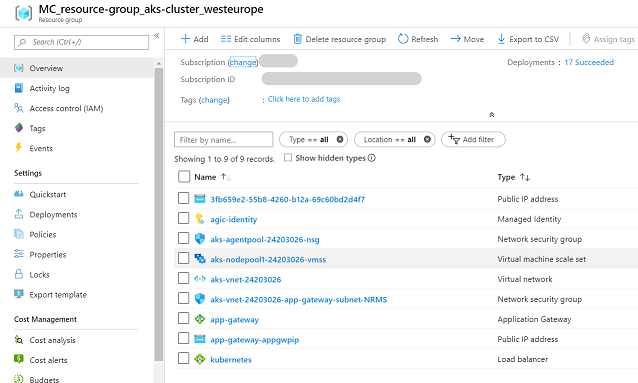 MC_resource-group_aks-cluster_westeurope
Resource group
Search (Ctrl+/)
«
Overview
Activity log
Access control (IAM)
Tags
Events
Settings
Quickstart
Deployments
Policies
Properties
Locks
Export template
Cost Management
Cost analysis
Cost alerts
Budgets
Add Edit columns Delete resource group Refresh Move Export to CSV Assign tags
Subscription (change) Deployments : 17 Succeeded
Subscription ID
Tags (change) : Click here to add tags
Filter by name... Type == all Location == all Add filter
Showing 1 to 9 of 9 records. Show hidden types
Name ↑↓ Type ↑↓
3fb659e2-55b8-4260-b12a-69c60bd2d4f7 Public IP address
agic-identity Managed Identity
aks-agentpool-24203026-nsg Network security group
aks-nodepool1-24203026-vmss Virtual machine scale set
aks-vnet-24203026 Virtual network
aks-vnet-24203026-app-gateway-subnet-NRMS Network security group
app-gateway Application Gateway
app-gateway-appgwpip Public IP address
kubernetes Load balancer